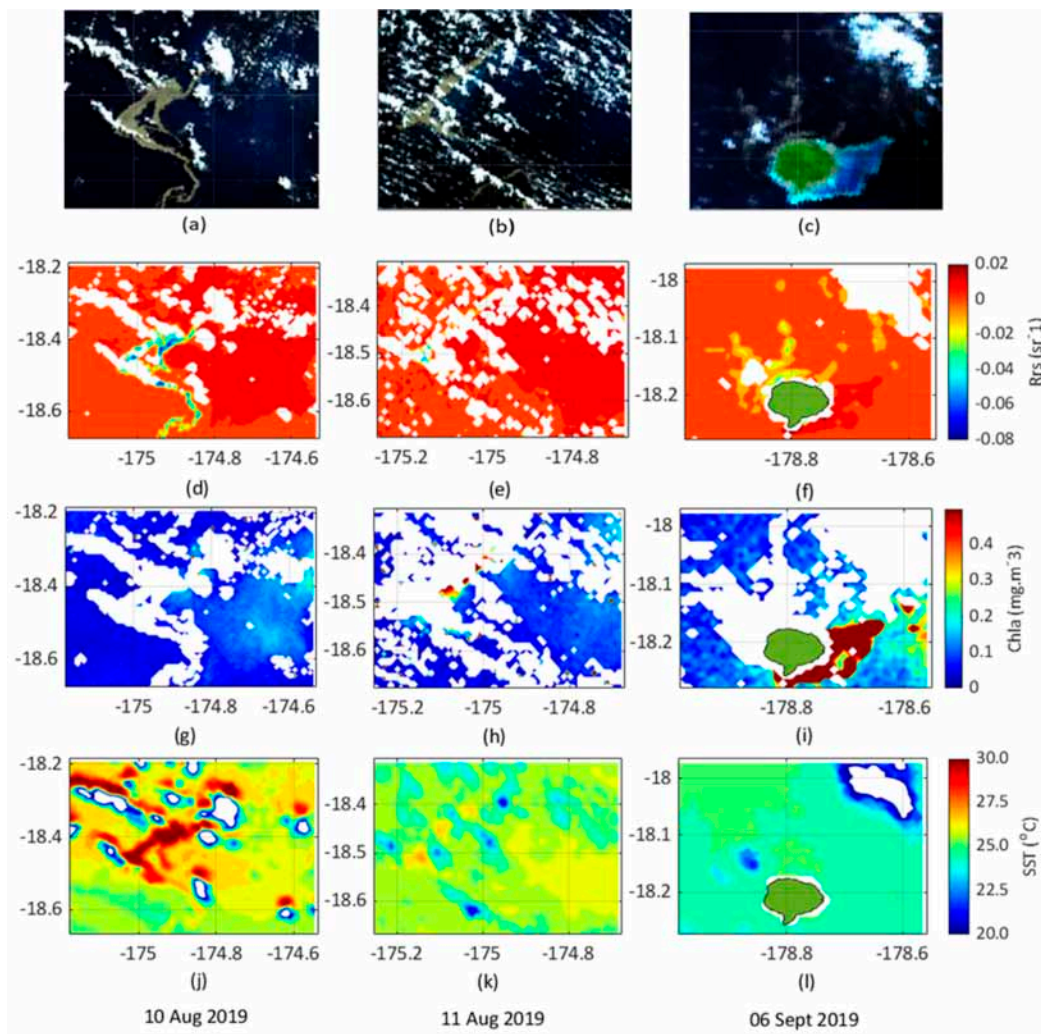 (a) (b) (c)
-18.2 -18.4 -18.6
-175 -174.8 -174.6
(d)
-18.4 -18.5 -18.6
-175.2 -175 -174.8
(e)
-18 -18.1 -18.2
-178.8 -178.6
(f)
0.02 0 -0.02 -0.04 -0.06 -0.08
Rrs (sr-1)
-18.2 -18.4 -18.6
-175 -174.8 -174.6
(g)
-18.4 -18.5 -18.6
-175.2 -175 -174.8
(h)
-18 -18.1 -18.2
-178.8 -178.6
(i)
0.4 0.3 0.2 0.1 0
Chla (mg.m-3)
-18.2 -18.4 -18.6
-175 -174.8 -174.6
(j)
-18.4 -18.5 -18.6
-175.2 -175 -174.8
(k)
-18 -18.1 -18.2
-178.8 -178.6
(l)
30.0 27.5 25.0 22.5 20.0
SST (°C)
10 Aug 2019 11 Aug 2019 06 Sept 2019